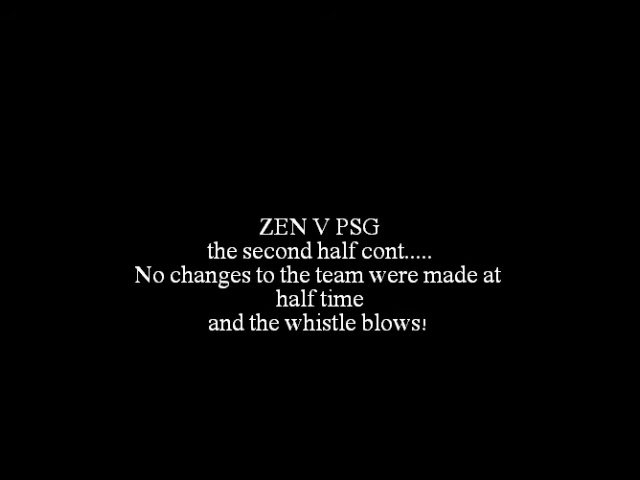 ZEN V PSG
the second half cont.....
No changes to the team were made at
half time
and the whistle blows!